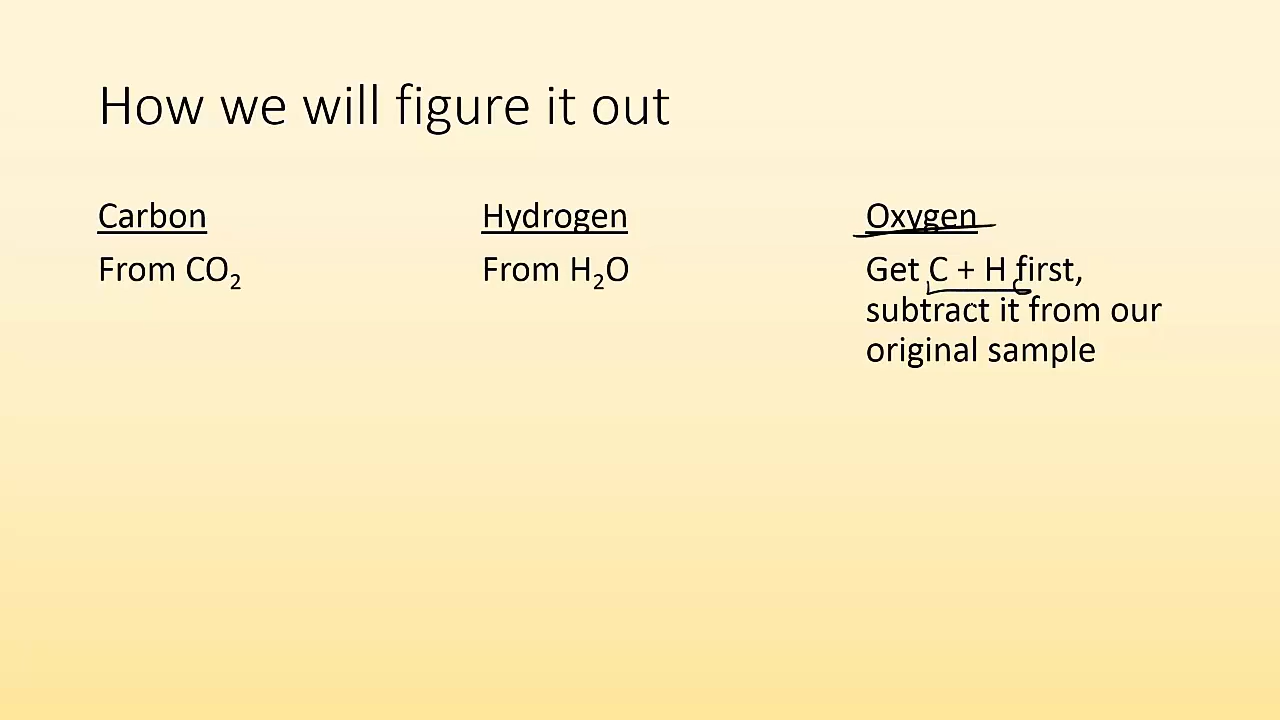 How we will figure it out
Carbon
From CO₂
Hydrogen
From H₂O
Oxygen
Get C + H first,
subtract it from our
original sample